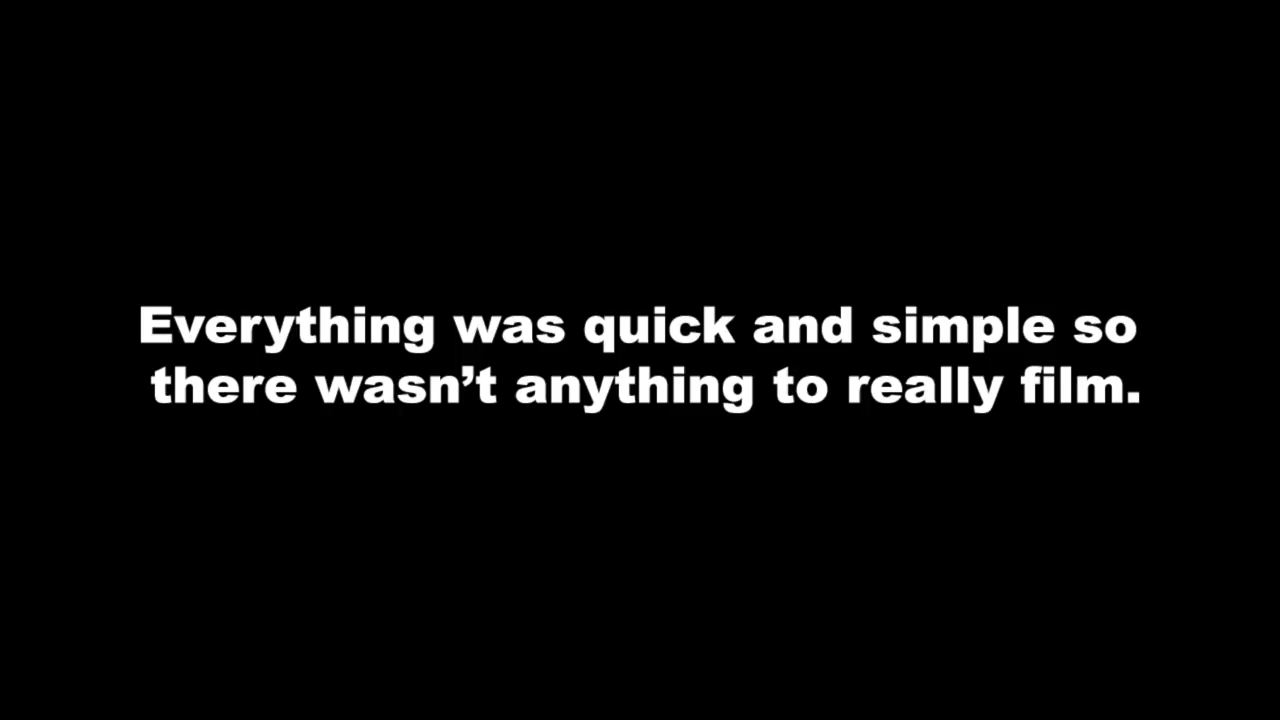 Everything was quick and simple so
there wasn’t anything to really film.